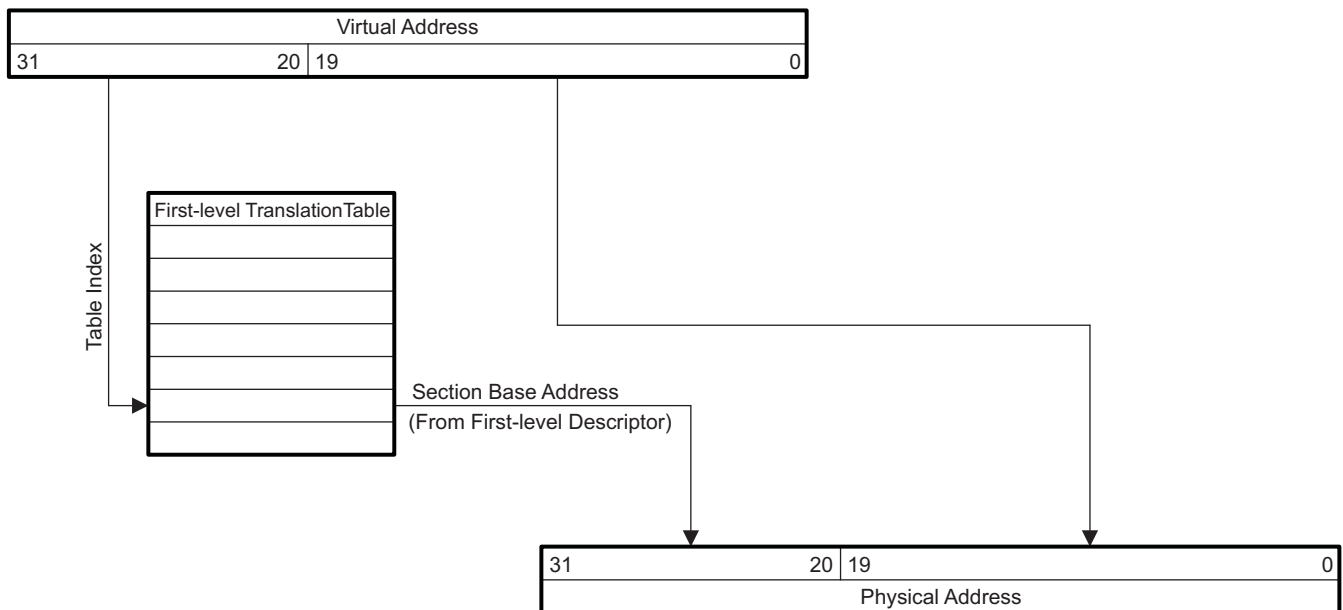 Virtual Address
31 20 19 0
First-level TranslationTable
Table Index
Section Base Address
(From First-level Descriptor)
31 20 19 0
Physical Address